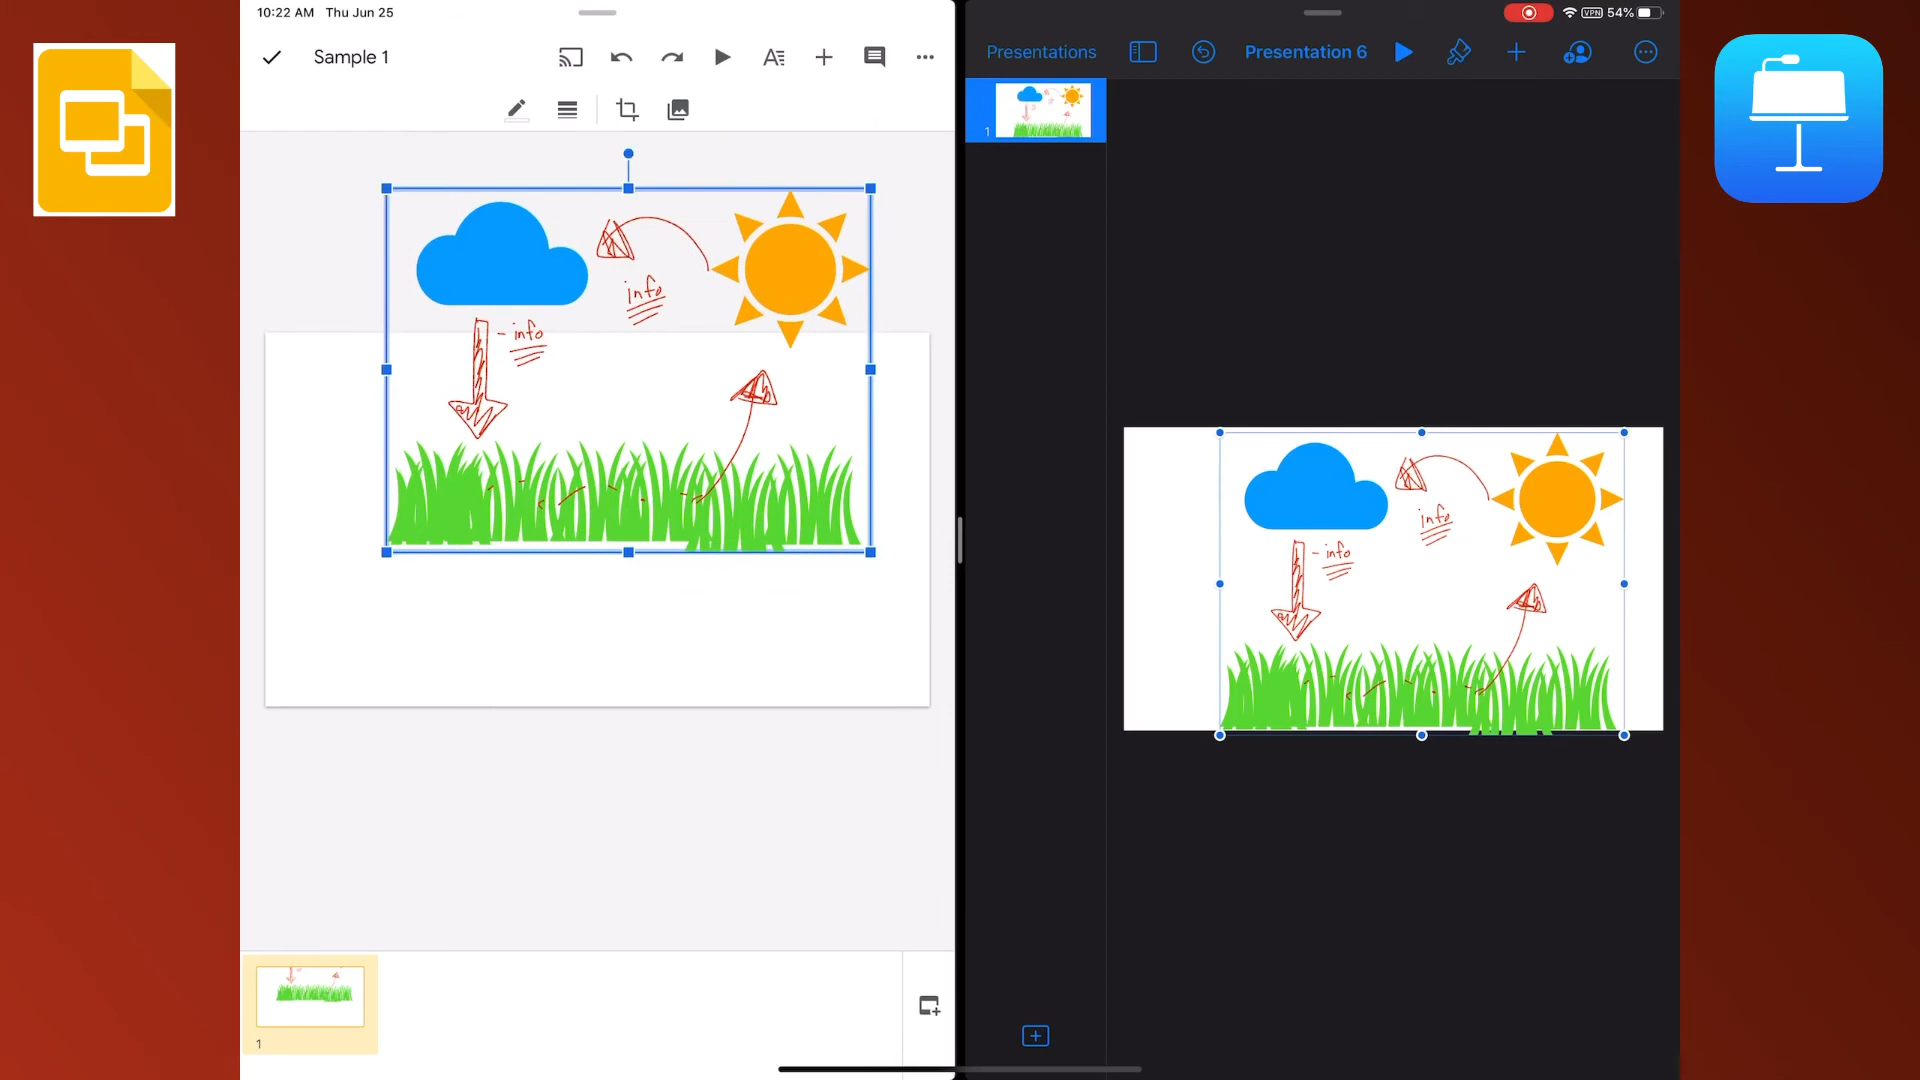 10:22 AM Thu Jun 25
54%
VPN
Sample 1
Presentations
Presentation 6
1
info
- info
info
- info
1